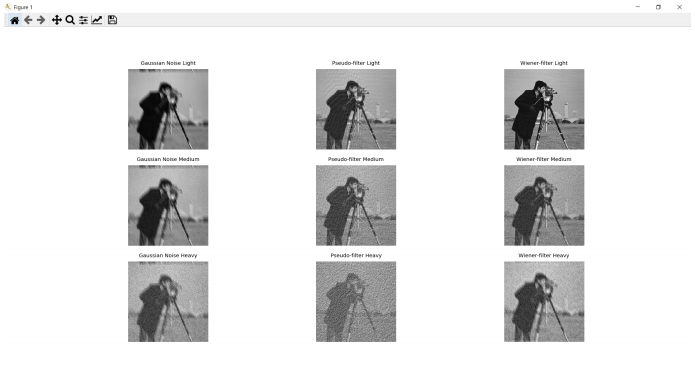 Figure 1
Gaussian Noise Light Pseudo-filter Light Wiener-filter Light
Gaussian Noise Medium Pseudo-filter Medium Wiener-filter Medium
Gaussian Noise Heavy Pseudo-filter Heavy Wiener-filter Heavy